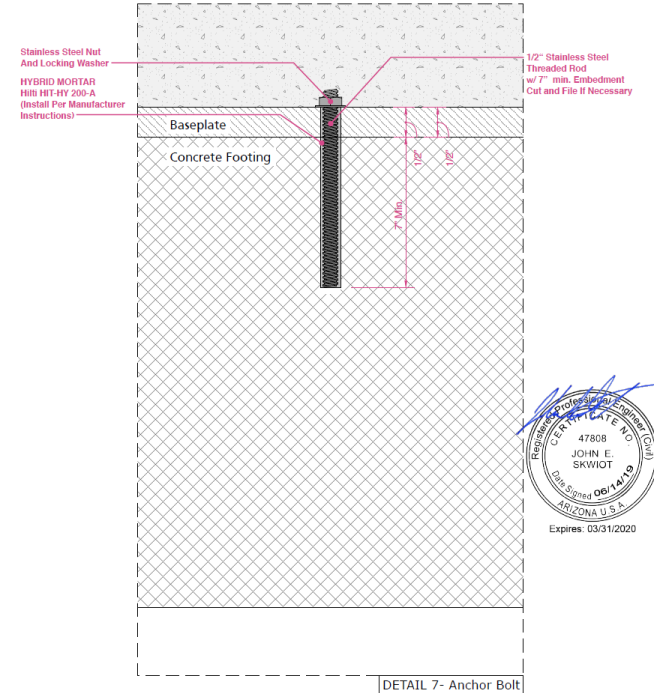 Stainless Steel Nut
And Locking Washer
HYBRID MORTAR
Hilti HIT-HY 200-A
(Install Per Manufacturer
Instructions)
1/2" Stainless Steel
Threaded Rod
w/ 7" min. Embedment
Cut and File If Necessary
Baseplate
Concrete Footing
1/2"
1/2"
7" Min.
Registered Professional Engineer (Civil)
CERTIFICATE NO.
47808
JOHN E.
SKWIOT
Date Signed 06/14/19
ARIZONA U.S.A.
Expires: 03/31/2020
DETAIL 7- Anchor Bolt